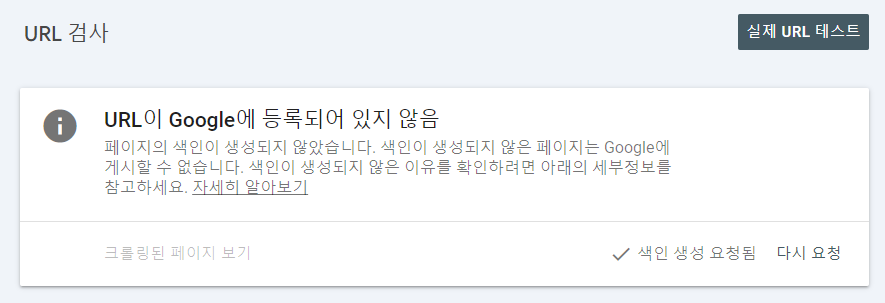 URL 검사
실제 URL 테스트
URL이 Google에 등록되어 있지 않음
페이지의 색인이 생성되지 않았습니다. 색인이 생성되지 않은 페이지는 Google에
게시할 수 없습니다. 색인이 생성되지 않은 이유를 확인하려면 아래의 세부정보를
참고하세요. 자세히 알아보기
크롤링된 페이지 보기
색인 생성 요청됨
다시 요청